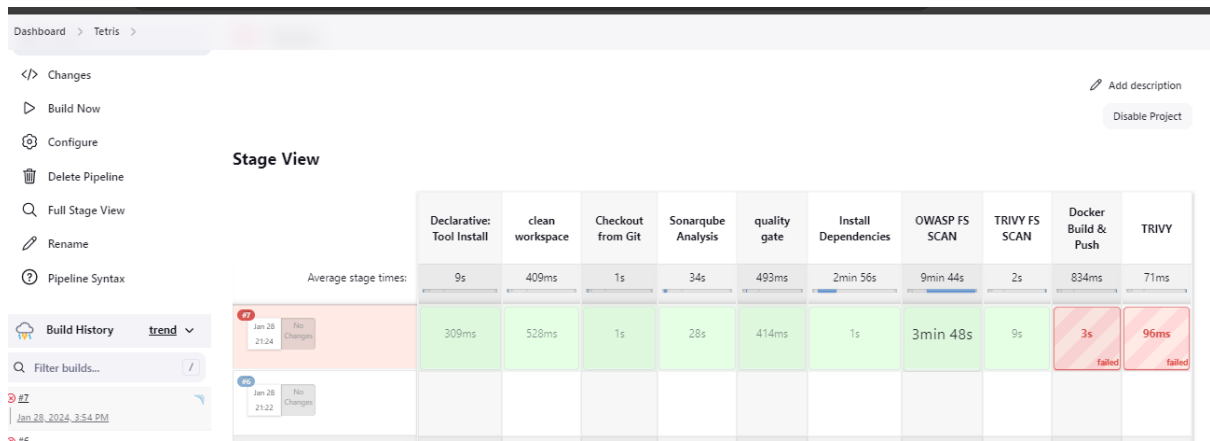 Dashboard > Tetris >
Changes
Build Now
Configure
Delete Pipeline
Full Stage View
Rename
Pipeline Syntax
Build History trend
Filter builds... /
#7
Jan 28, 2024, 3:54 PM
#6
Add description
Disable Project
Stage View
Declarative:
Tool Install
clean
workspace
Checkout
from Git
Sonarqube
Analysis
quality
gate
Install
Dependencies
OWASP FS
SCAN
TRIVY FS
SCAN
Docker
Build &
Push
TRIVY
Average stage times: 9s 409ms 1s 34s 493ms 2min 56s 9min 44s 2s 834ms 71ms
#7
Jan 28
21:24
No
Changes
309ms 528ms 1s 28s 414ms 1s 3min 48s 9s 3s 96ms
failed failed
#6
Jan 28
21:22
No
Changes